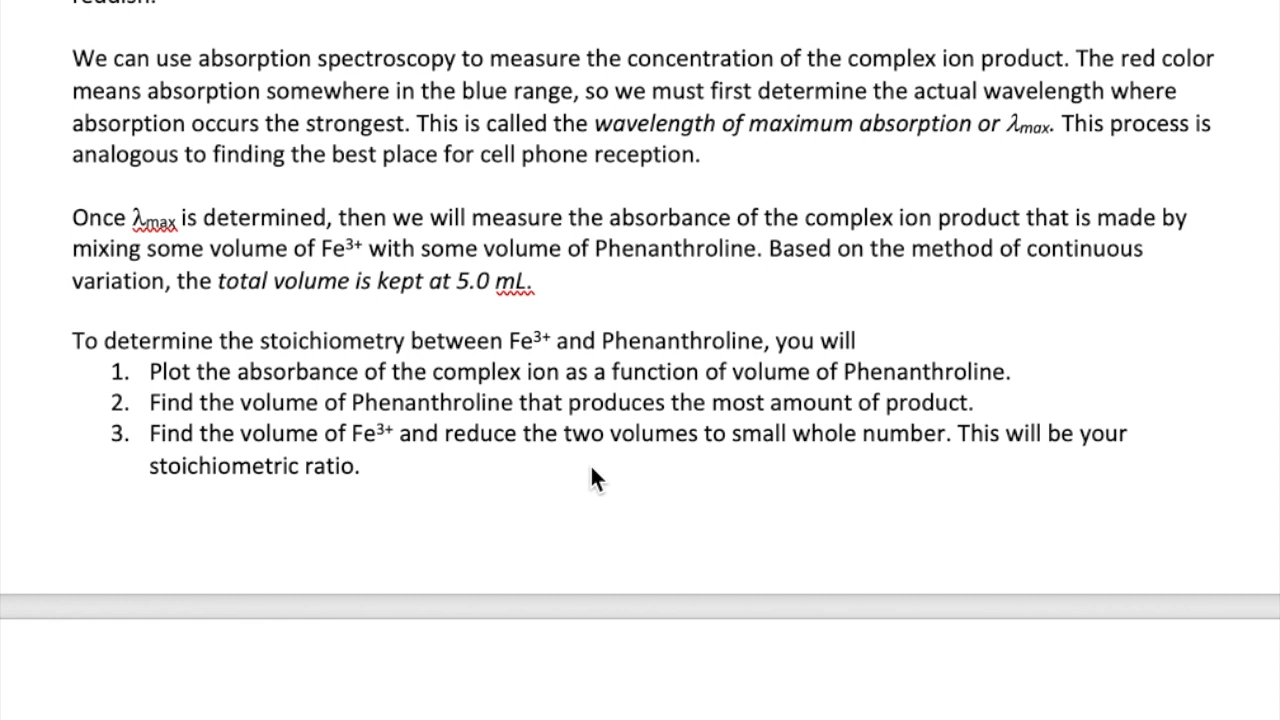 reddish.
We can use absorption spectroscopy to measure the concentration of the complex ion product. The red color
means absorption somewhere in the blue range, so we must first determine the actual wavelength where
absorption occurs the strongest. This is called the wavelength of maximum absorption or λmax. This process is
analogous to finding the best place for cell phone reception.
Once λmax is determined, then we will measure the absorbance of the complex ion product that is made by
mixing some volume of Fe³⁺ with some volume of Phenanthroline. Based on the method of continuous
variation, the total volume is kept at 5.0 mL.
To determine the stoichiometry between Fe³⁺ and Phenanthroline, you will
1. Plot the absorbance of the complex ion as a function of volume of Phenanthroline.
2. Find the volume of Phenanthroline that produces the most amount of product.
3. Find the volume of Fe³⁺ and reduce the two volumes to small whole number. This will be your
stoichiometric ratio.